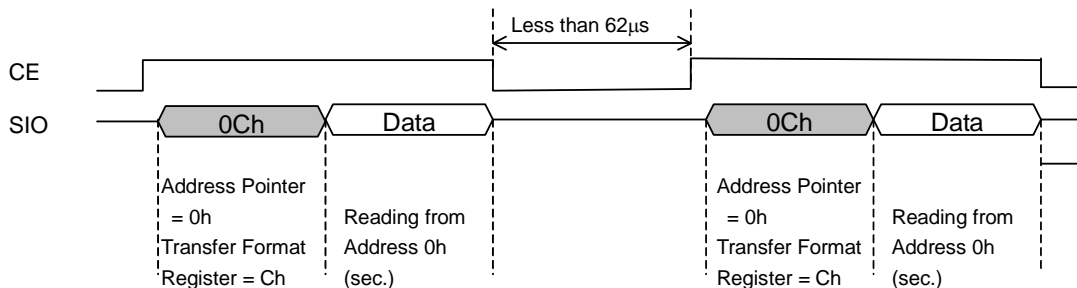 Less than 62μs
CE
SIO
0Ch
Data
0Ch
Data
Address Pointer
= 0h
Transfer Format
Register = Ch
Reading from
Address 0h
(sec.)
Address Pointer
= 0h
Transfer Format
Register = Ch
Reading from
Address 0h
(sec.)